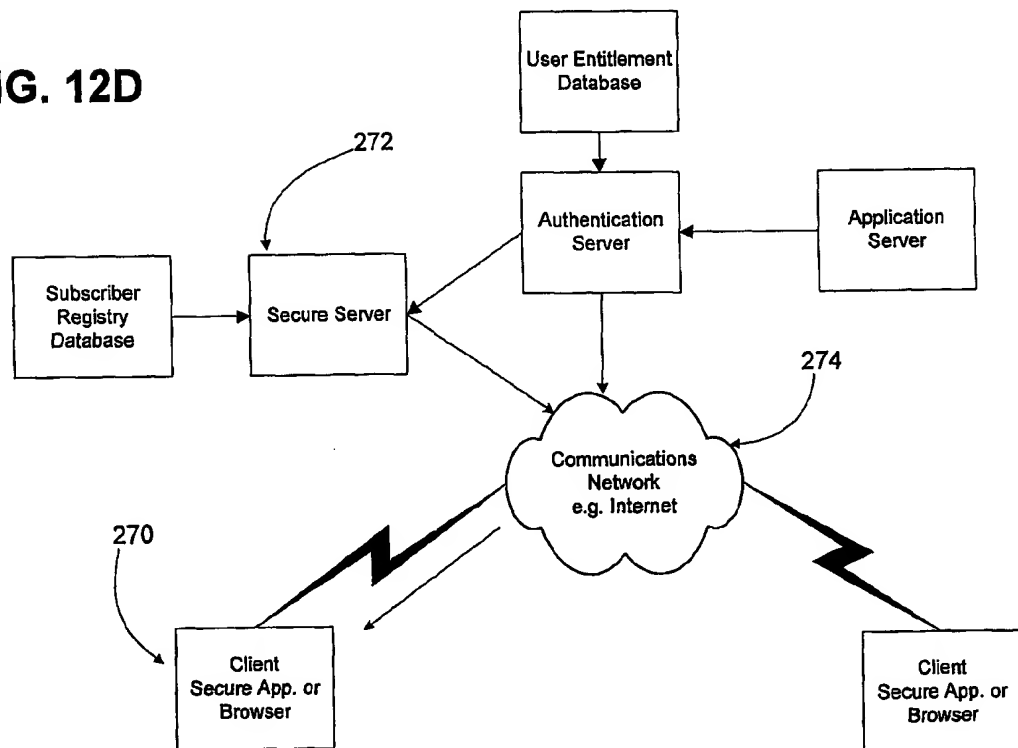 IG. 12D
User Entitlement
Database
272
Authentication
Server
Application
Server
Subscriber
Registry
Database
Secure Server
274
Communications
Network
e.g. Internet
270
Client
Secure App. or
Browser
Client
Secure App. or
Browser